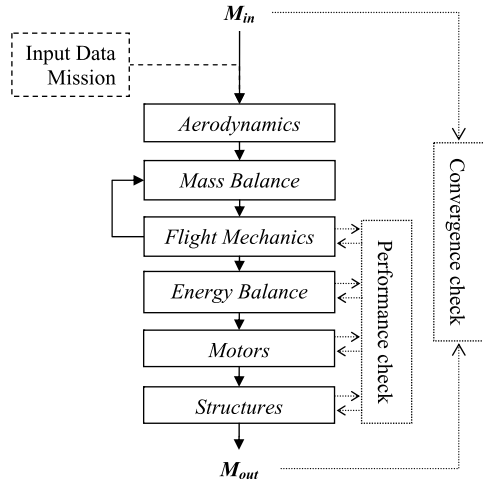 M_in
Input Data
Mission
Aerodynamics
Mass Balance
Flight Mechanics
Energy Balance
Motors
Structures
M_out
Performance check
Convergence check